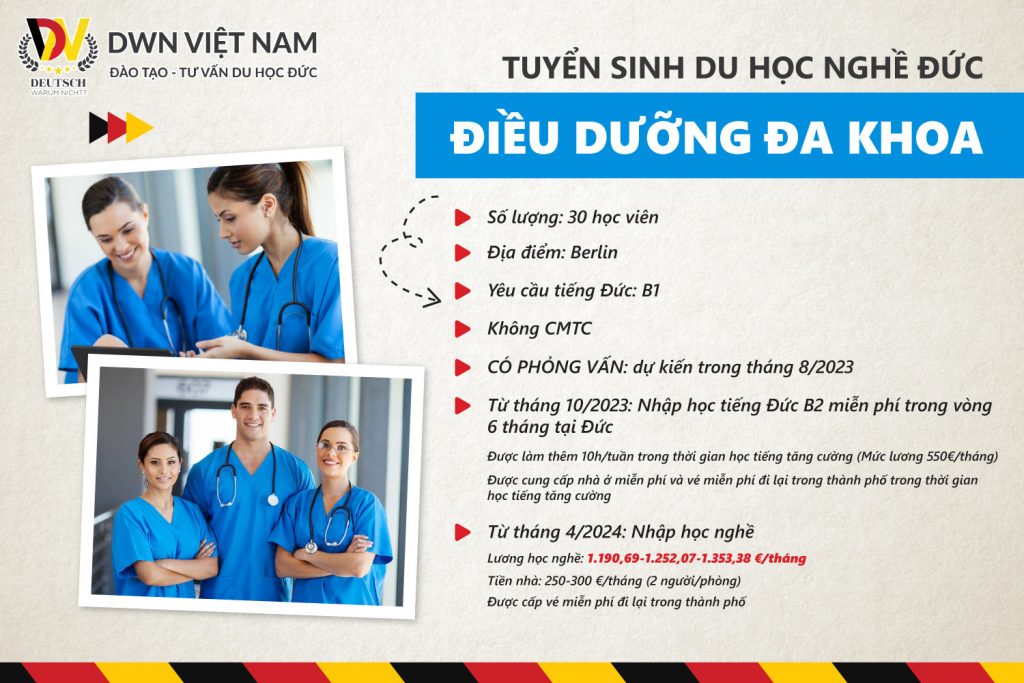 DWN VIỆT NAM
ĐÀO TẠO - TƯ VẤN DU HỌC ĐỨC
DV
DEUTSCH
WARUM NICHT?
TUYỂN SINH DU HỌC NGHỀ ĐỨC
ĐIỀU DƯỠNG ĐA KHOA
Số lượng: 30 học viên
Địa điểm: Berlin
Yêu cầu tiếng Đức: B1
Không CMTC
CÓ PHỎNG VẤN: dự kiến trong tháng 8/2023
Từ tháng 10/2023: Nhập học tiếng Đức B2 miễn phí trong vòng
6 tháng tại Đức
Được làm thêm 10h/tuần trong thời gian học tiếng tăng cường (Mức lương 550€/tháng)
Được cung cấp nhà ở miễn phí và vé miễn phí đi lại trong thành phố trong thời gian
học tiếng tăng cường
Từ tháng 4/2024: Nhập học nghề
Lương học nghề: 1.190,69-1.252,07-1.353,38 €/tháng
Tiền nhà: 250-300 €/tháng (2 người/phòng)
Được cấp vé miễn phí đi lại trong thành phố